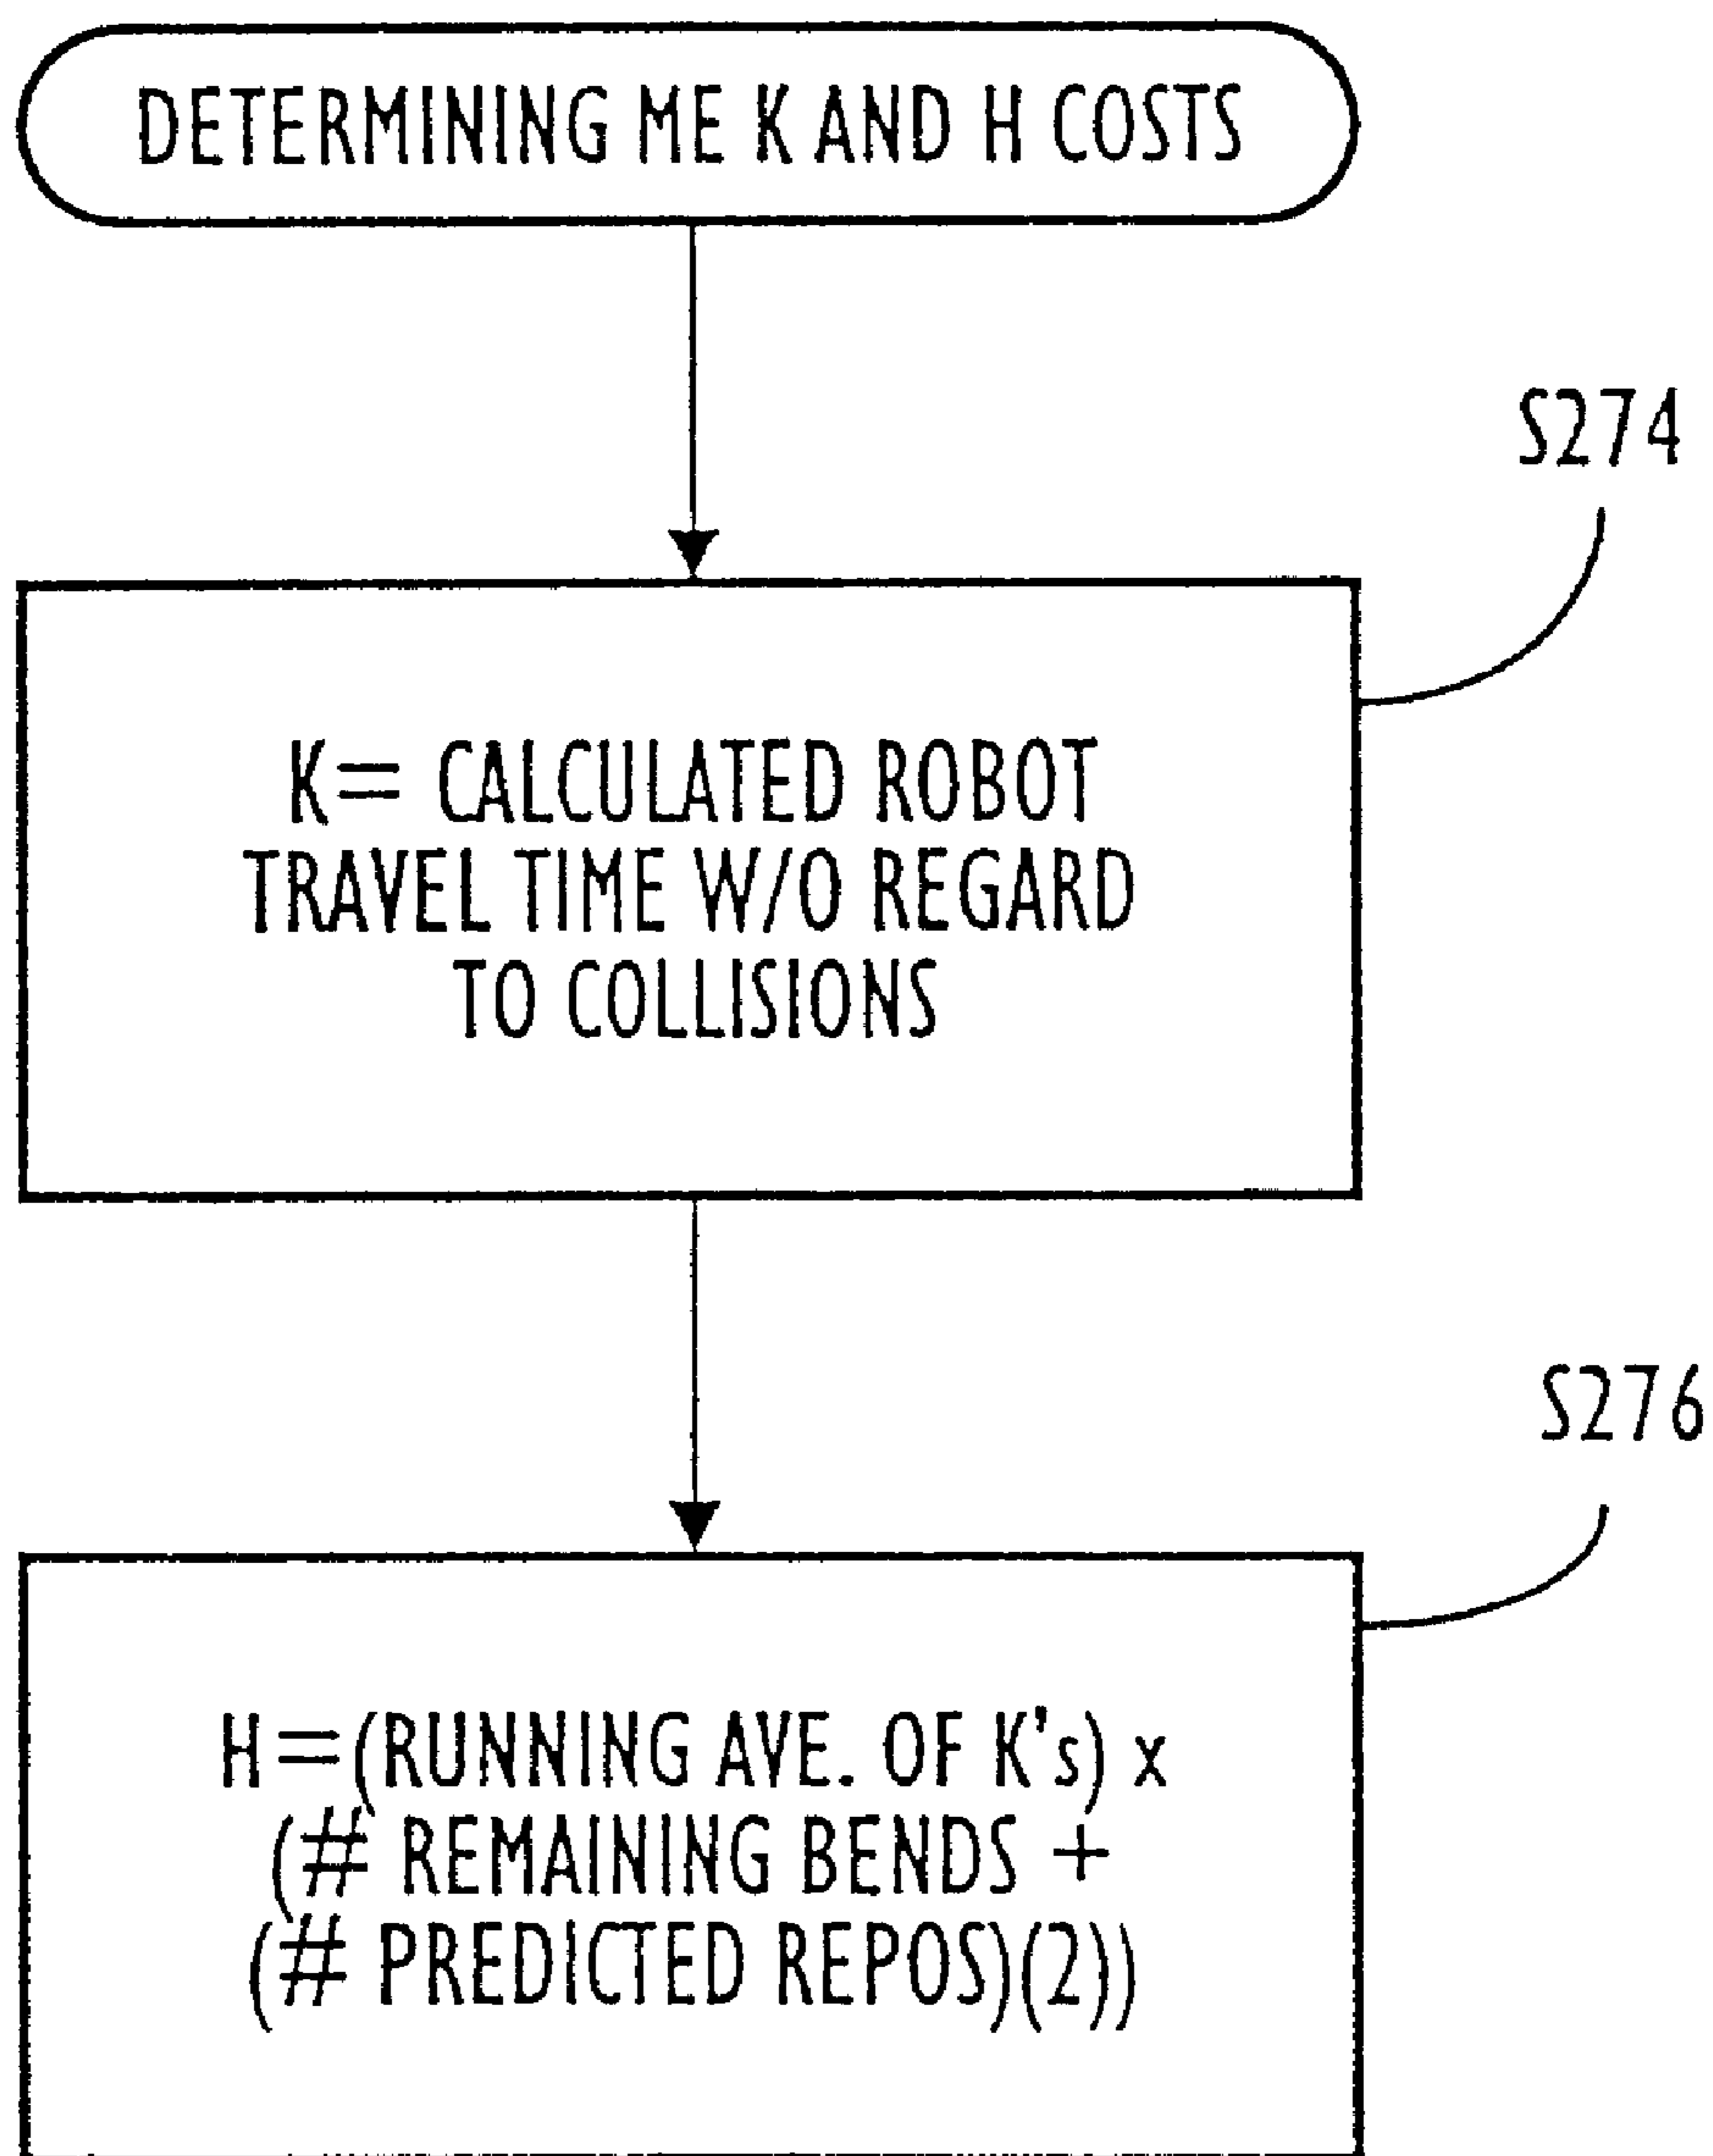 DETERMINING ME K AND H COSTS
S274
K= CALCULATED ROBOT
TRAVEL TIME W/O REGARD
TO COLLISIONS
S276
H=(RUNNING AVE. OF K's) x
(# REMAINING BENDS +
(# PREDICTED REPOS)(2))